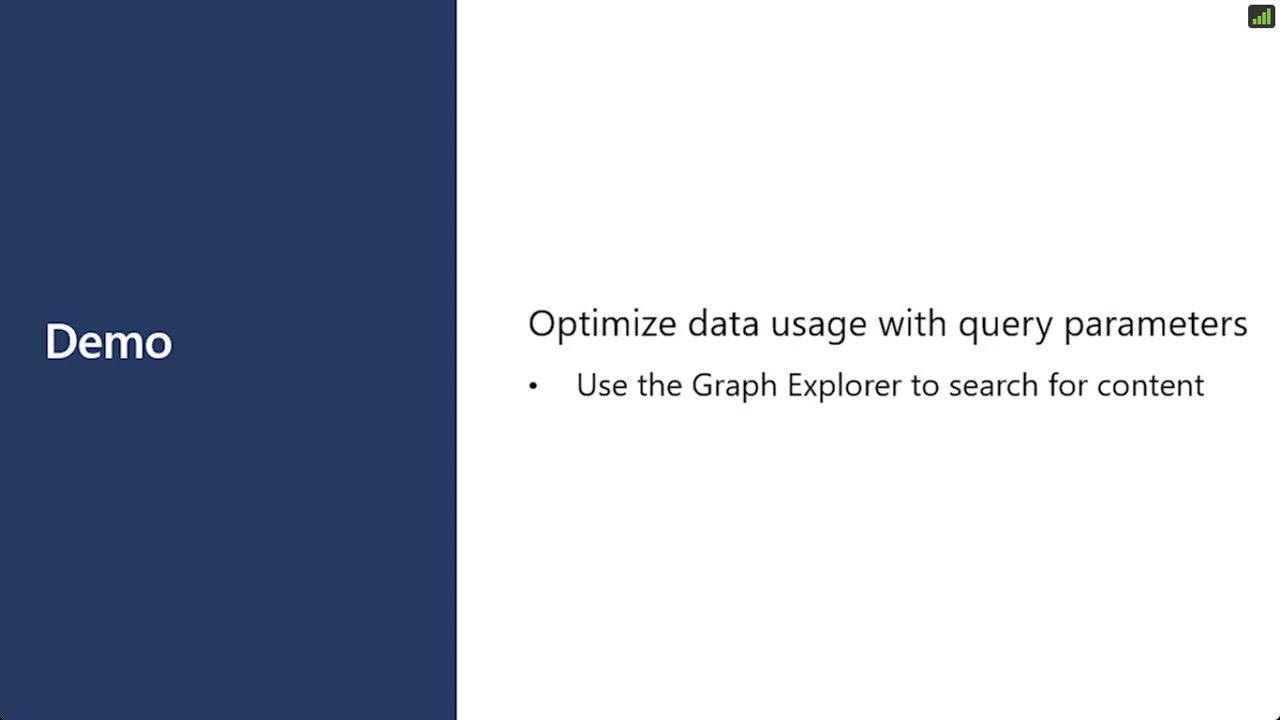 Demo
Optimize data usage with query parameters
• Use the Graph Explorer to search for content